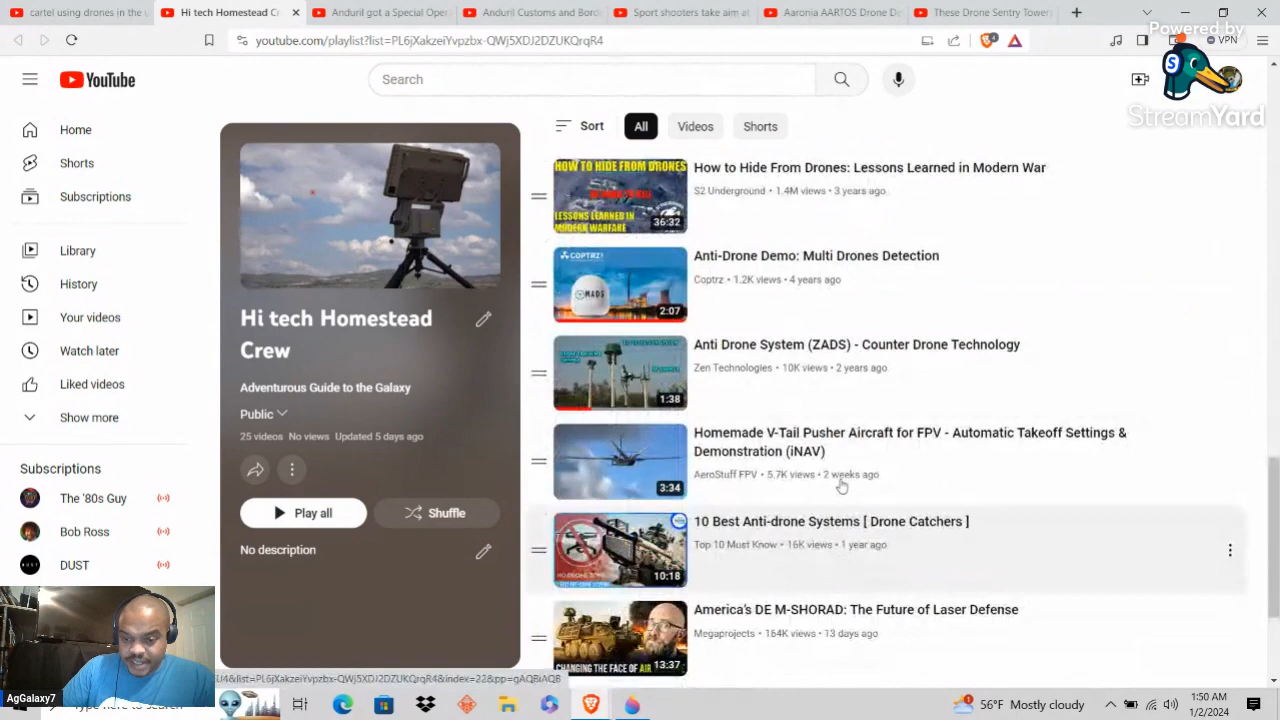 cartel using drones in the u
Hi tech Homestead Cr
Anduril got a Special Oper
Anduril Customs and Bord
Sport shooters take aim at
Aaronia AARTOS Drone De
These Drone Sentry Towers
youtube.com/playlist?list=PL6jXakzeiYvpzbx-QWj5XDJ2DZUKQrqR4
VPN
Powered by
StreamYard
YouTube
Search
Home
Shorts
Subscriptions
Library
History
Your videos
Watch later
Liked videos
Show more
Subscriptions
The '80s Guy
Bob Ross
DUST
Hi tech Homestead
Crew
Adventurous Guide to the Galaxy
Public
25 videos No views Updated 5 days ago
Play all
Shuffle
No description
Sort
All
Videos
Shorts
HOW TO HIDE FROM DRONES
LESSONS LEARNED IN
MODERN WARFARE
36:32
How to Hide From Drones: Lessons Learned in Modern War
S2 Underground • 1.4M views • 3 years ago
COPTRZ
MADS
2:07
Anti-Drone Demo: Multi Drones Detection
Coptrz • 1.2K views • 4 years ago
1:38
Anti Drone System (ZADS) - Counter Drone Technology
Zen Technologies • 10K views • 2 years ago
3:34
Homemade V-Tail Pusher Aircraft for FPV - Automatic Takeoff Settings &
Demonstration (iNAV)
AeroStuff FPV • 5.7K views • 2 weeks ago
10:18
10 Best Anti-drone Systems [ Drone Catchers ]
Top 10 Must Know • 16K views • 1 year ago
CHANGING THE FACE OF AIR
13:37
America's DE M-SHORAD: The Future of Laser Defense
Megaprojects • 164K views • 13 days ago
AgGalaxy7
Type here to search
56°F Mostly cloudy
1:50 AM
1/2/2024